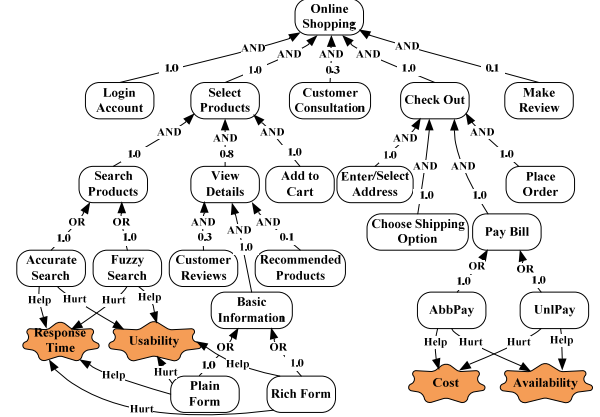 Online
Shopping
AND AND AND AND AND
1.0 1.0 0.3 1.0 0.1
Login
Account
Select
Products
Customer
Consultation
Check Out
Make
Review
AND AND AND AND AND AND AND
1.0 0.8 1.0 1.0 1.0 1.0 1.0
Search
Products
View
Details
Add to
Cart
Enter/Select
Address
Place
Order
Choose Shipping
Option
Pay Bill
OR OR AND AND AND OR OR
1.0 1.0 0.3 1.0 0.1 1.0 1.0
Accurate
Search
Fuzzy
Search
Customer
Reviews
Recommended
Products
Basic
Information
AbbPay
UnlPay
Help Hurt Hurt Help
Response
Time
Usability
OR OR
1.0 1.0
Help Hurt Hurt Help
Help Hurt Help
Plain
Form
Rich Form
Hurt
Cost
Availability